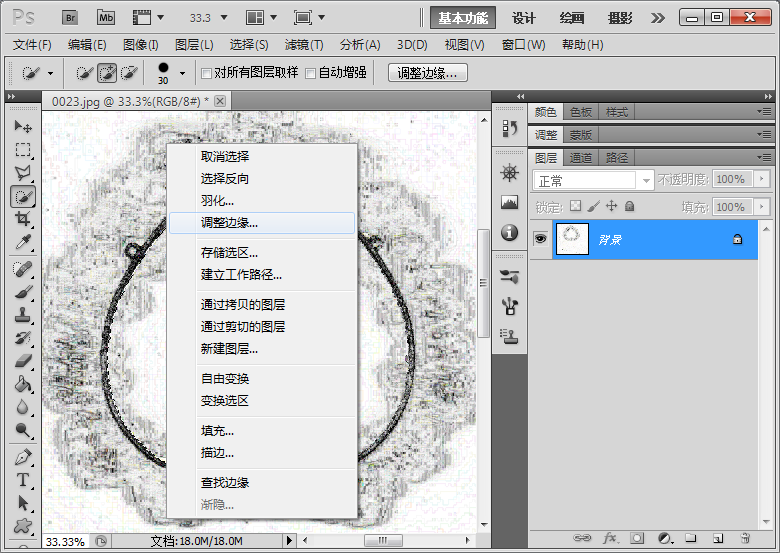 Ps Br Mb 33.3 基本功能 设计 绘画 摄影
文件(F) 编辑(E) 图像(I) 图层(L) 选择(S) 滤镜(T) 分析(A) 3D(D) 视图(V) 窗口(W) 帮助(H)
30 对所有图层取样 自动增强 调整边缘...
0023.jpg @ 33.3%(RGB/8#) *
颜色 色板 样式
调整 蒙版
图层 通道 路径
正常 不透明度: 100%
锁定: 填充: 100%
背景
取消选择
选择反向
羽化...
调整边缘...
存储选区...
建立工作路径...
通过拷贝的图层
通过剪切的图层
新建图层...
自由变换
变换选区
填充...
描边...
查找边缘
渐隐...
T
33.33% 文档:18.0M/18.0M
fx